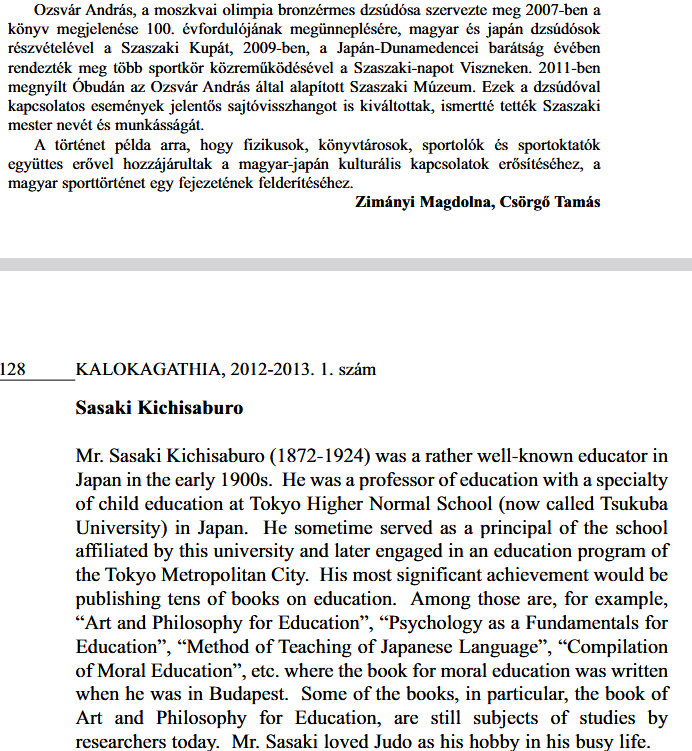 Ozsvár András, a moszkvai olimpia bronzérmes dzsúdósa szervezte meg 2007-ben a
könyv megjelenése 100. évfordulójának megünneplésére, magyar és japán dzsúdósok
részvételével a Szaszaki Kupát, 2009-ben, a Japán-Dunamedencei barátság évében
rendezték meg több sportkör közreműködésével a Szaszaki-napot Viszneken. 2011-ben
megnyílt Óbudán az Ozsvár András által alapított Szaszaki Múzeum. Ezek a dzsúdóval
kapcsolatos események jelentős sajtóvisszhangot is kiváltottak, ismertté tették Szaszaki
mester nevét és munkásságát.
A történet példa arra, hogy fizikusok, könyvtárosok, sportolók és sportoktatók
együttes erővel hozzájárultak a magyar-japán kulturális kapcsolatok erősítéséhez, a
magyar sporttörténet egy fejezetének felderítéséhez.
Zimányi Magdolna, Csörgő Tamás
128 KALOKAGATHIA, 2012-2013. 1. szám
Sasaki Kichisaburo
Mr. Sasaki Kichisaburo (1872-1924) was a rather well-known educator in
Japan in the early 1900s. He was a professor of education with a specialty
of child education at Tokyo Higher Normal School (now called Tsukuba
University) in Japan. He sometime served as a principal of the school
affiliated by this university and later engaged in an education program of
the Tokyo Metropolitan City. His most significant achievement would be
publishing tens of books on education. Among those are, for example,
“Art and Philosophy for Education”, “Psychology as a Fundamentals for
Education”, “Method of Teaching of Japanese Language”, “Compilation
of Moral Education”, etc. where the book for moral education was written
when he was in Budapest. Some of the books, in particular, the book of
Art and Philosophy for Education, are still subjects of studies by
researchers today. Mr. Sasaki loved Judo as his hobby in his busy life.